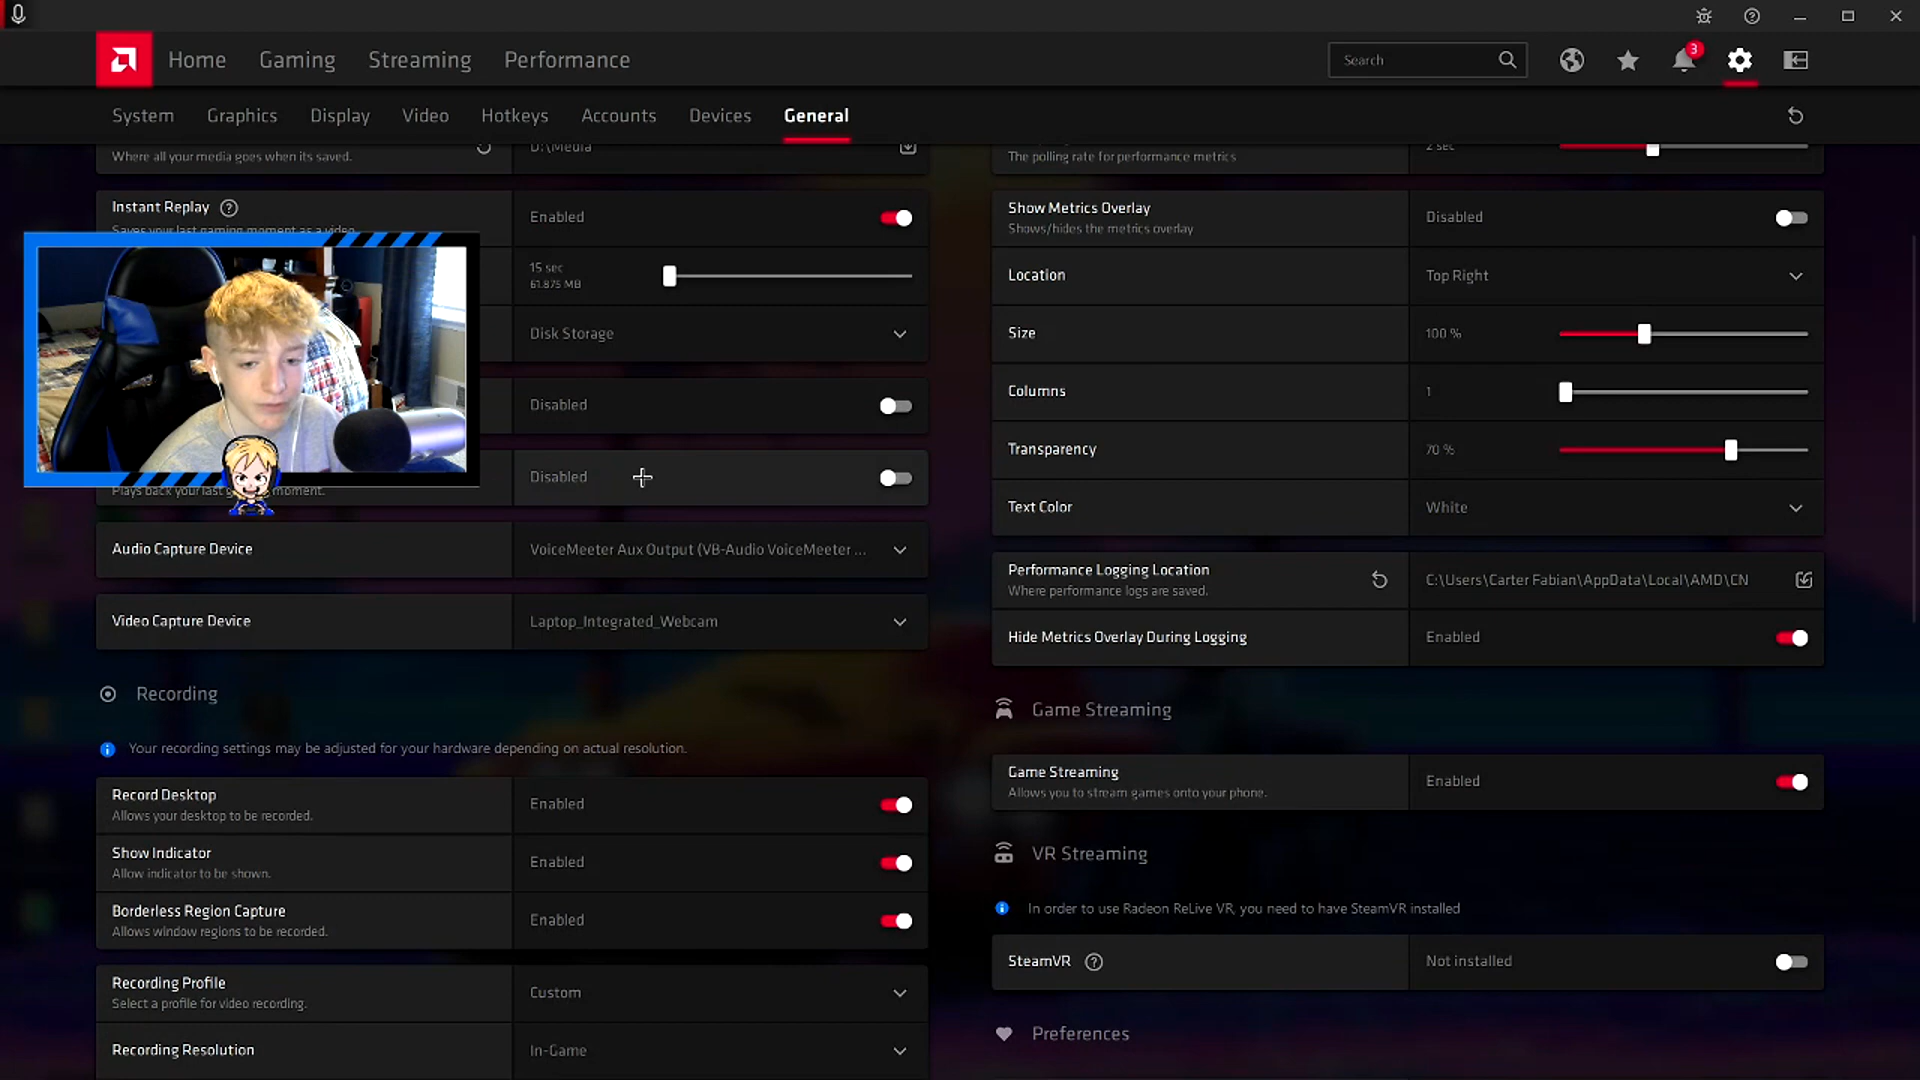 Home Gaming Streaming Performance
Search
3
System Graphics Display Video Hotkeys Accounts Devices General
Where all your media goes when its saved.
D:\Media
Instant Replay
Enabled
15 sec
61.875 MB
Disk Storage
Disabled
Disabled
Audio Capture Device
VoiceMeeter Aux Output (VB-Audio VoiceMeeter ...
Video Capture Device
Laptop_Integrated_Webcam
Recording
Your recording settings may be adjusted for your hardware depending on actual resolution.
Record Desktop
Allows your desktop to be recorded.
Enabled
Show Indicator
Allow indicator to be shown.
Enabled
Borderless Region Capture
Allows window regions to be recorded.
Enabled
Recording Profile
Select a profile for video recording.
Custom
Recording Resolution
In-Game
The polling rate for performance metrics
2 sec
Show Metrics Overlay
Shows/hides the metrics overlay
Disabled
Location
Top Right
Size
100 %
Columns
1
Transparency
70 %
Text Color
White
Performance Logging Location
Where performance logs are saved.
C:\Users\Carter Fabian\AppData\Local\AMD\CN
Hide Metrics Overlay During Logging
Enabled
Game Streaming
Game Streaming
Allows you to stream games onto your phone.
Enabled
VR Streaming
In order to use Radeon ReLive VR, you need to have SteamVR installed
SteamVR
Not installed
Preferences